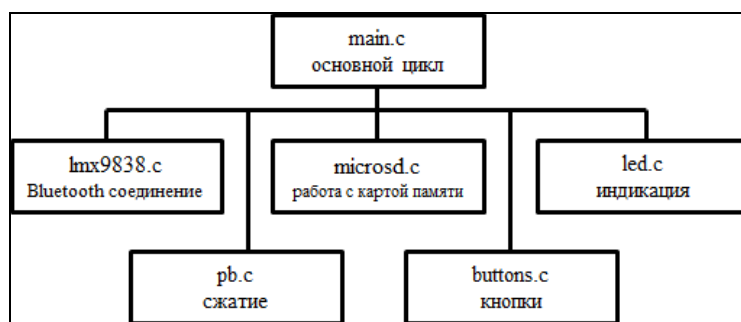 main.c
основной цикл
lmx9838.c
Bluetooth соединение
microsd.c
работа с картой памяти
led.c
индикация
pb.c
сжатие
buttons.c
кнопки